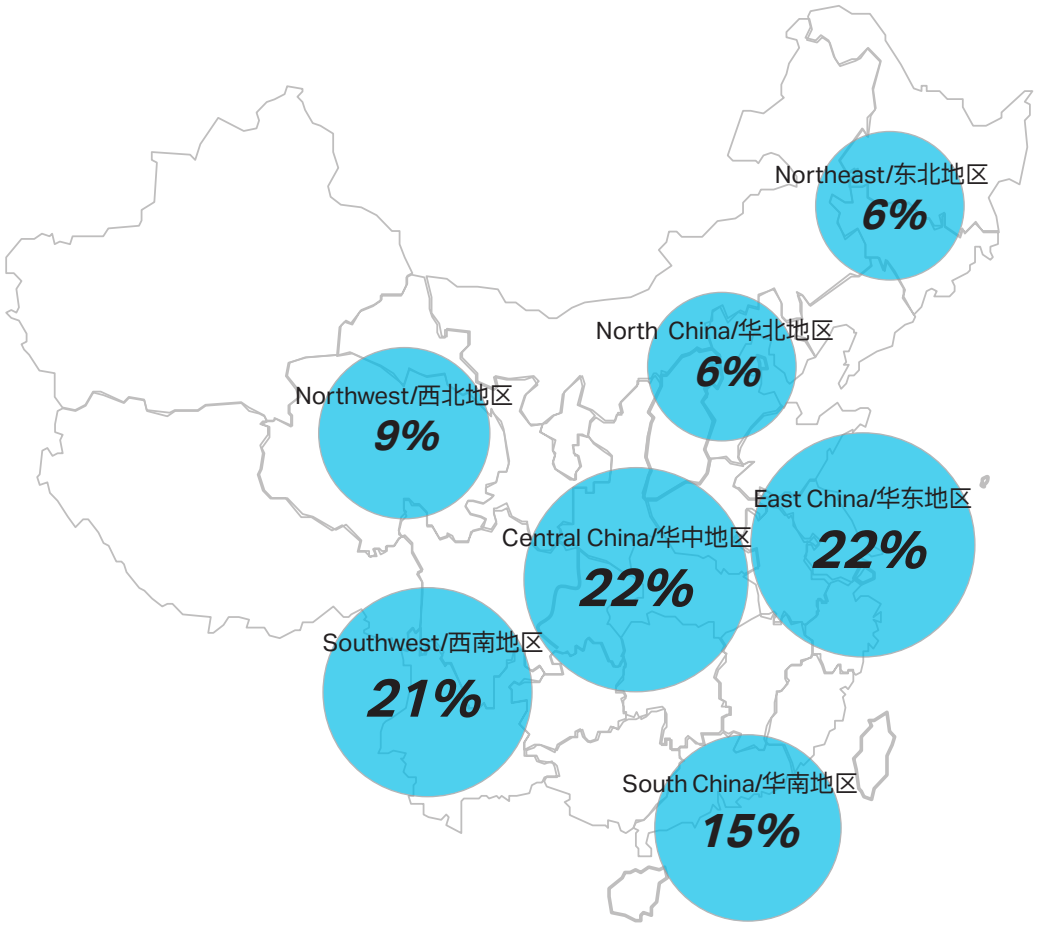 Northeast/东北地区
6%
North China/华北地区
6%
Northwest/西北地区
9%
East China/华东地区
22%
Central China/华中地区
22%
Southwest/西南地区
21%
South China/华南地区
15%